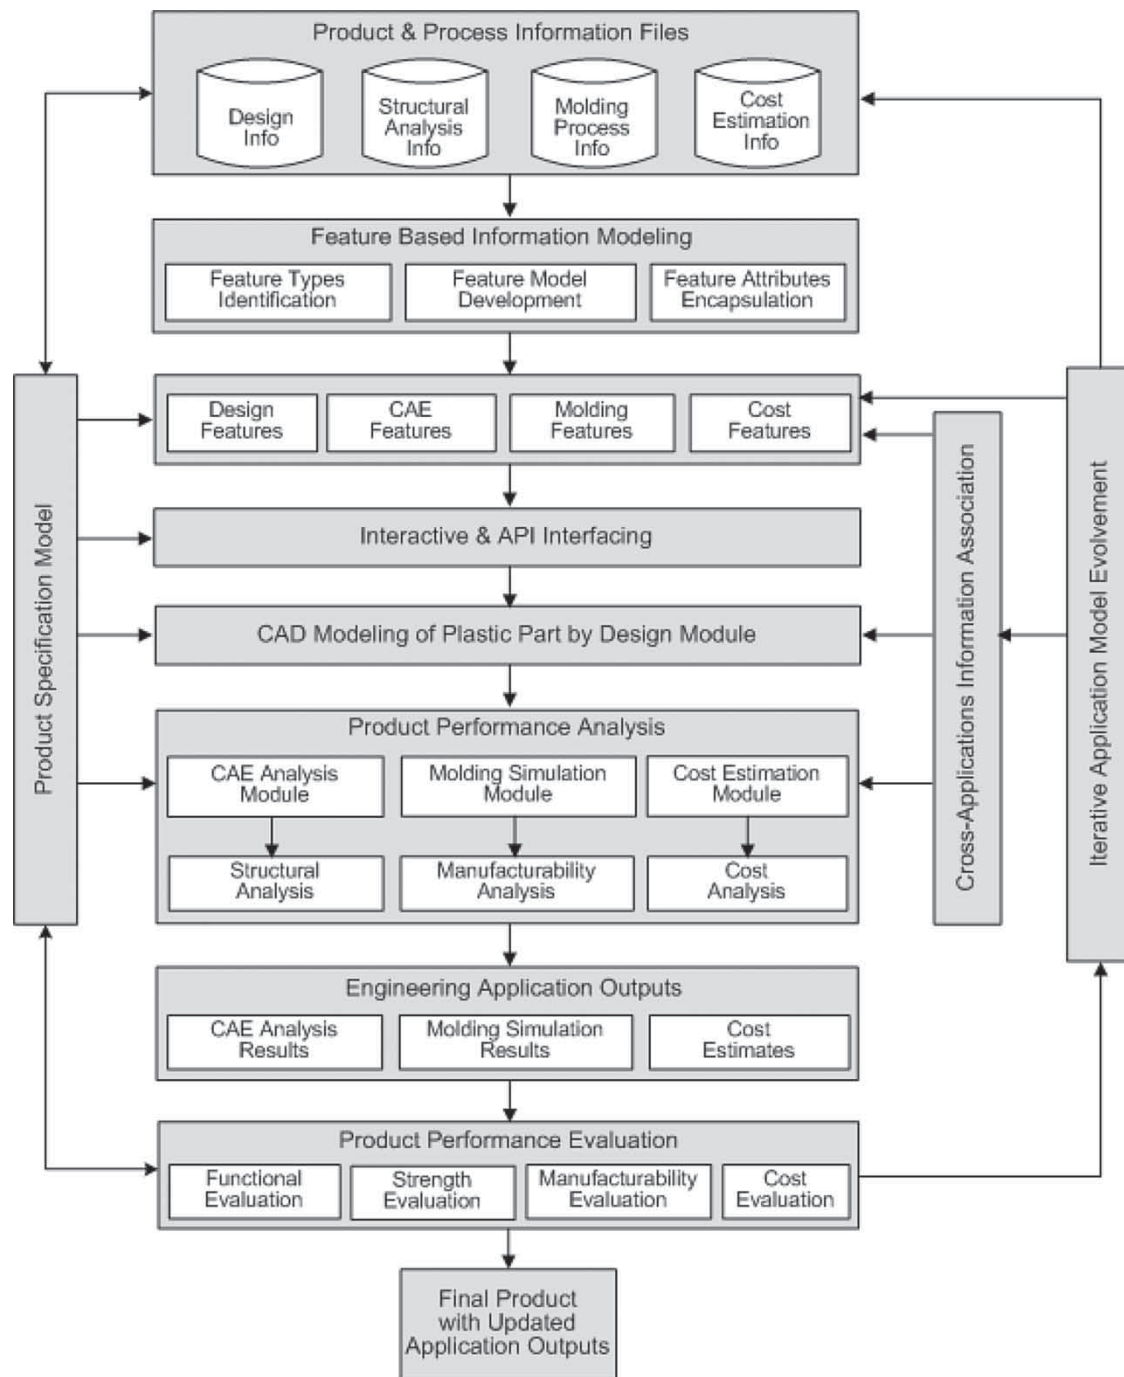 Product & Process Information Files
Design
Info
Structural
Analysis
Info
Molding
Process
Info
Cost
Estimation
Info
Feature Based Information Modeling
Feature Types
Identification
Feature Model
Development
Feature Attributes
Encapsulation
Design
Features
CAE
Features
Molding
Features
Cost
Features
Interactive & API Interfacing
CAD Modeling of Plastic Part by Design Module
Product Performance Analysis
CAE Analysis
Module
Molding Simulation
Module
Cost Estimation
Module
Structural
Analysis
Manufacturability
Analysis
Cost
Analysis
Engineering Application Outputs
CAE Analysis
Results
Molding Simulation
Results
Cost
Estimates
Product Performance Evaluation
Functional
Evaluation
Strength
Evaluation
Manufacturability
Evaluation
Cost
Evaluation
Final Product
with Updated
Application Outputs
Product Specification Model
Cross-Applications Information Association
Iterative Application Model Evolvement